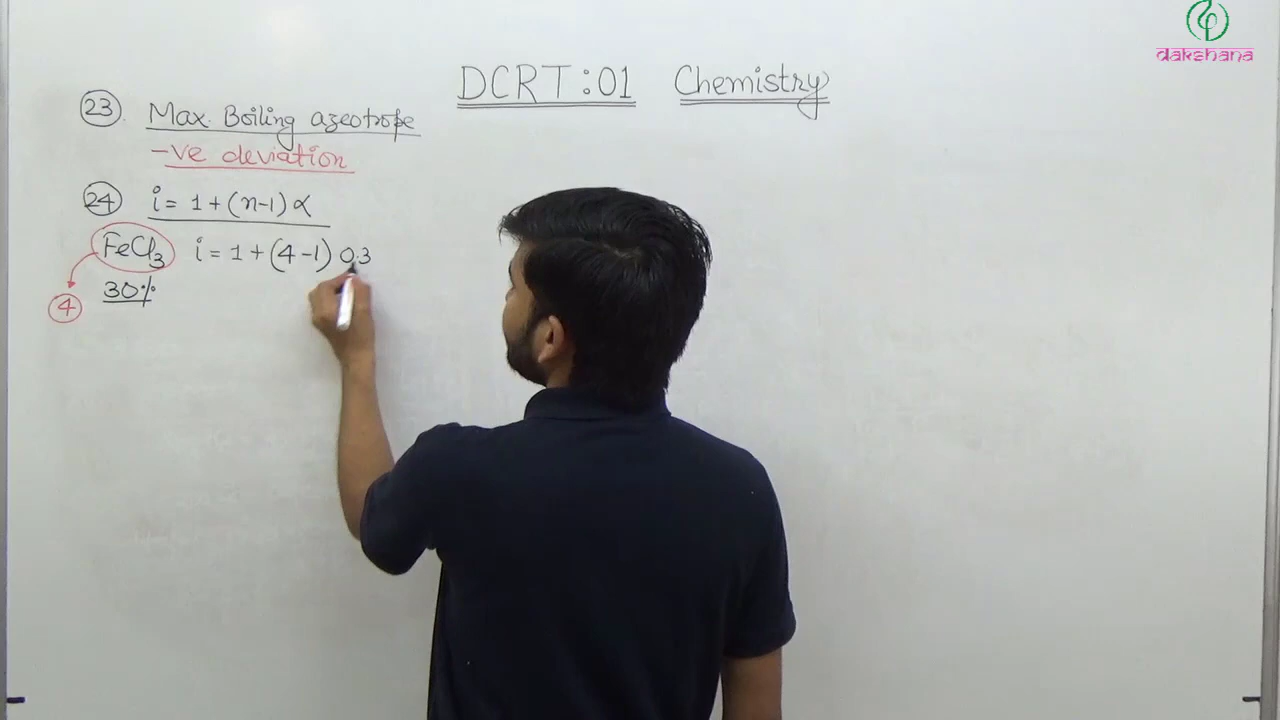 dakshana
DCRT:01 Chemistry
23 Max Boiling azeotrope
-ve deviation
24 i = 1 + (n-1) α
FeCl₃ i = 1 + (4-1) 0.3
30%
4